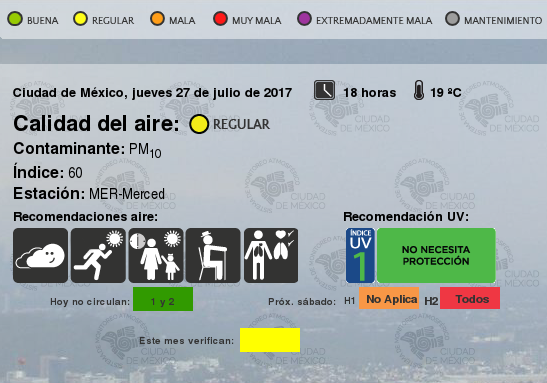 BUENA REGULAR MALA MUY MALA EXTREMADAMENTE MALA MANTENIMIENTO
Ciudad de México, jueves 27 de julio de 2017 18 horas 19 ºC
Calidad del aire: REGULAR
Contaminante: PM10
Índice: 60
Estación: MER-Merced
Recomendaciones aire: Recomendación UV:
ÍNDICE UV 1 NO NECESITA
PROTECCIÓN
Hoy no circulan: 1 y 2 Próx. sábado: H1 No Aplica H2 Todos
Este mes verifican: